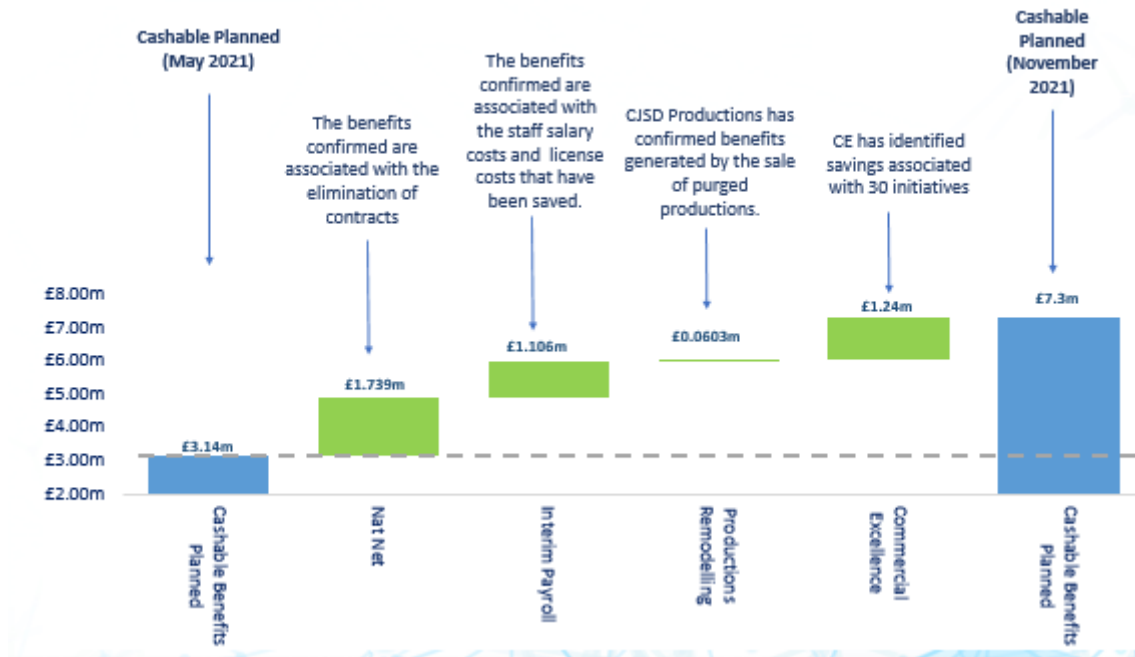 Cashable Planned
(May 2021)
The benefits
confirmed are
associated with the
elimination of
contracts
The benefits
confirmed are
associated with
the staff salary
costs and license
costs that have
been saved.
CJSD Productions has
confirmed benefits
generated by the sale
of purged
productions.
CE has identified
savings associated
with 30 initiatives
Cashable
Planned
(November
2021)
£8.00m
£7.00m
£6.00m
£5.00m
£4.00m
£3.00m
£2.00m
£3.14m
£1.739m
£1.106m
£0.0603m
£1.24m
£7.3m
Cashable Benefits
Planned
Nat Net
Interim Payroll
Productions
Remodelling
Commercial
Excellence
Cashable Benefits
Planned